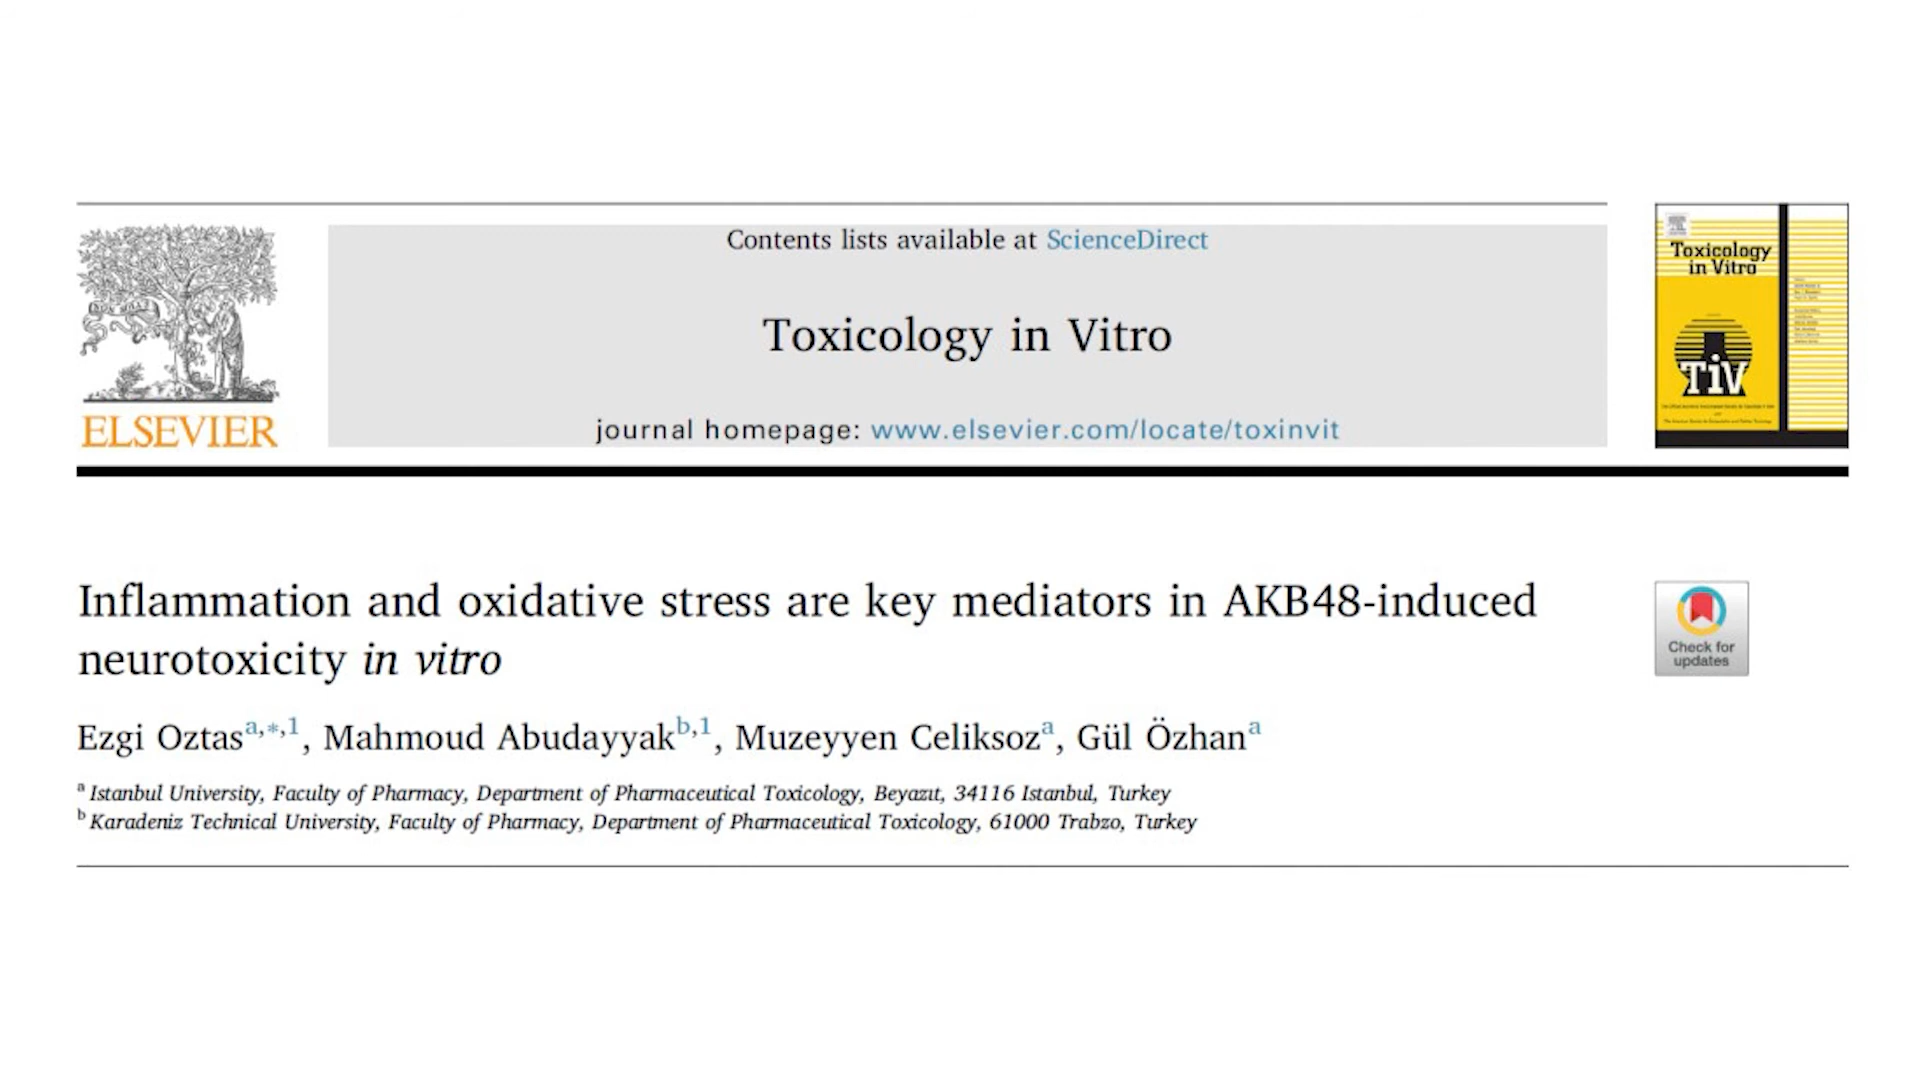 Contents lists available at ScienceDirect
Toxicology in Vitro
journal homepage: www.elsevier.com/locate/toxinvit
ELSEVIER
Toxicology
in Vitro
TiV
Inflammation and oxidative stress are key mediators in AKB48-induced
neurotoxicity in vitro
Check for
updates
Ezgi Oztas a,*,1, Mahmoud Abudayyak b,1, Muzeyyen Celiksoz a, Gül Özhan a
a Istanbul University, Faculty of Pharmacy, Department of Pharmaceutical Toxicology, Beyazıt, 34116 Istanbul, Turkey
b Karadeniz Technical University, Faculty of Pharmacy, Department of Pharmaceutical Toxicology, 61000 Trabzo, Turkey